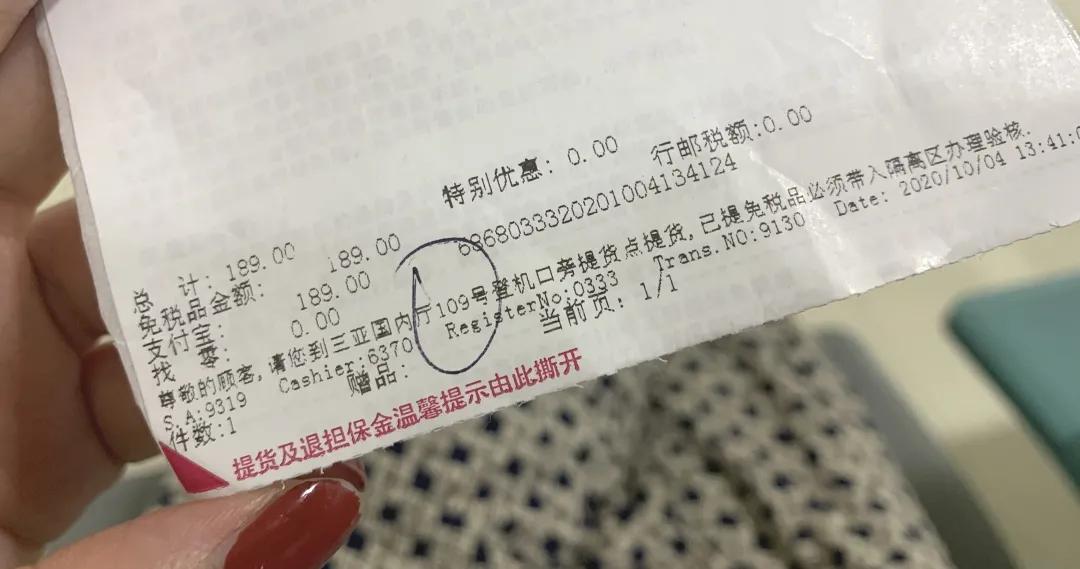 特别优惠: 0.00 行邮税额:0.00
总 计: 189.00
免税品金额: 189.00
68680333202010041341​24
支付宝: 189.00
找 零: 0.00
尊敬的顾客,请您到三亚国内厅109号登机口旁提货点提货,已提免税品必须带入隔离区办理验核.
S.A:9319 Cashier:6370 RegisterNo:0333 Trans.NO:9130 Date: 2020/10/04 13:41:0
件数:1 赠品: 当前页: 1/1
提货及退担保金温馨提示由此撕开